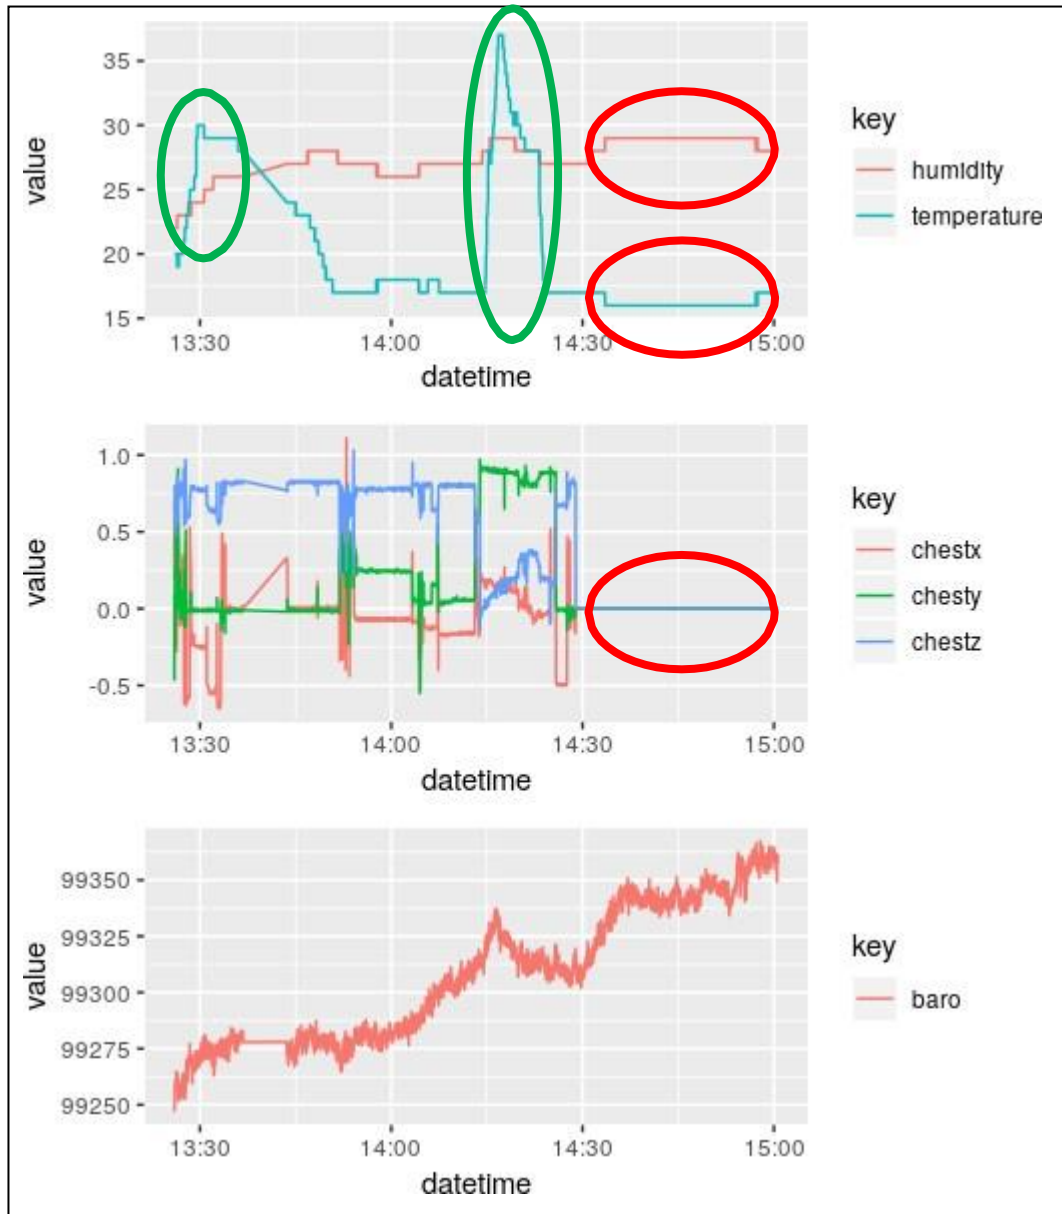 35
30
25
20
15
value
13:30
14:00
14:30
15:00
datetime
key
humidity
temperature
1.0
0.5
0.0
-0.5
value
13:30
14:00
14:30
15:00
datetime
key
chestx
chesty
chestz
99350
99325
99300
99275
99250
value
13:30
14:00
14:30
15:00
datetime
key
baro